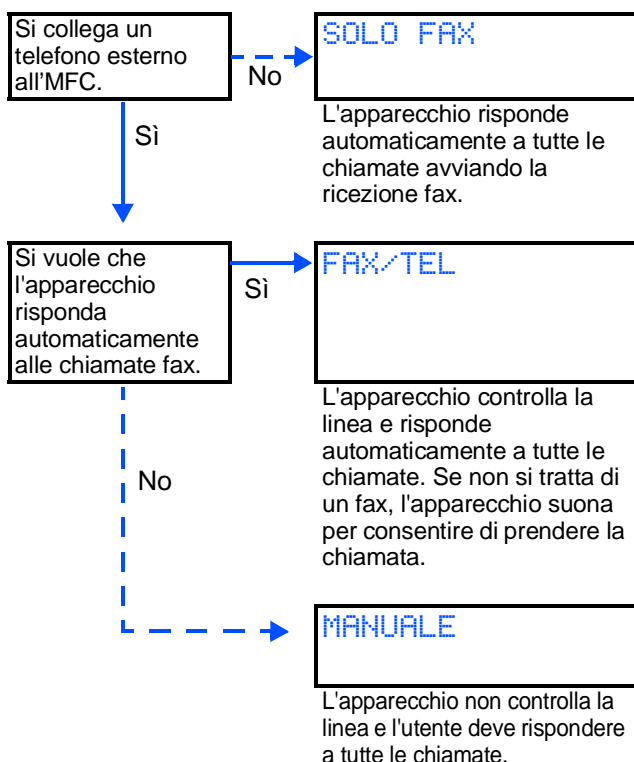 Si collega un
telefono esterno
all'MFC.
No
SOLO FAX
L'apparecchio risponde
automaticamente a tutte le
chiamate avviando la
ricezione fax.
Sì
Si vuole che
l'apparecchio
risponda
automaticamente
alle chiamate fax.
Sì
FAX/TEL
L'apparecchio controlla la
linea e risponde
automaticamente a tutte le
chiamate. Se non si tratta di
un fax, l'apparecchio suona
per consentire di prendere la
chiamata.
No
MANUALE
L'apparecchio non controlla la
linea e l'utente deve rispondere
a tutte le chiamate.